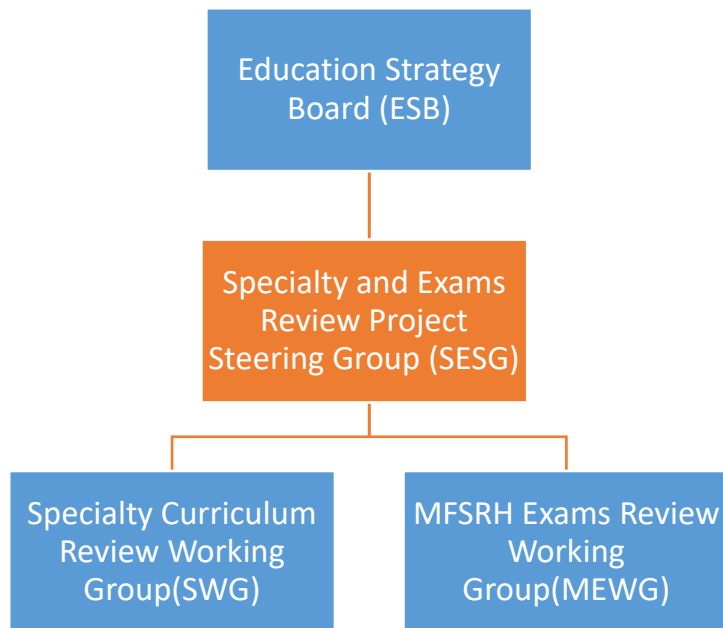 Education Strategy
Board (ESB)
Specialty and Exams
Review Project
Steering Group (SESG)
Specialty Curriculum
Review Working
Group(SWG)
MFSRH Exams Review
Working
Group(MEWG)